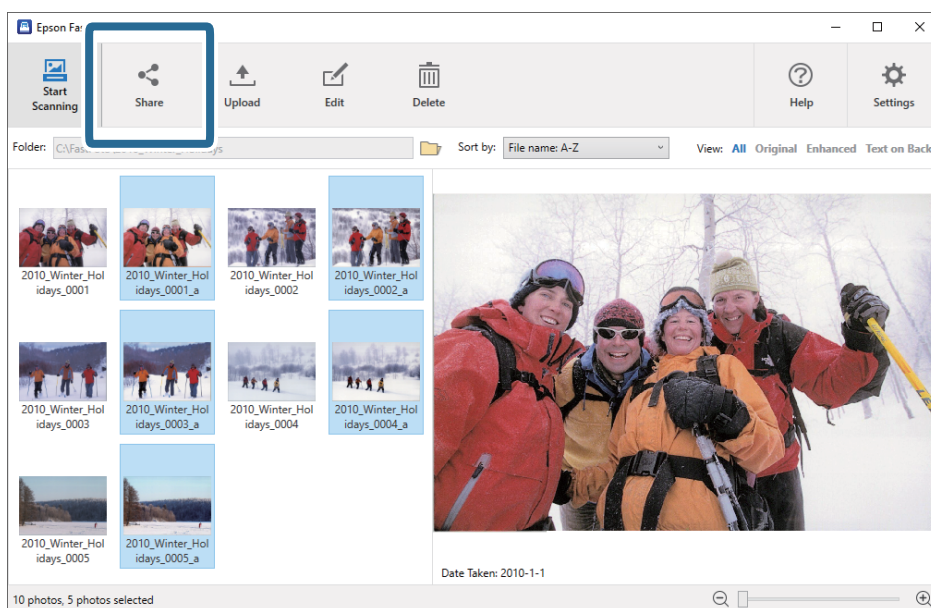 Epson Fas
Start
Scanning
Share
Upload
Edit
Delete
Help
Settings
Folder:
Sort by:
File name: A-Z
View:
All
Original
Enhanced
Text on Back
2010_Winter_Hol
idays_0001
2010_Winter_Hol
idays_0001_a
2010_Winter_Hol
idays_0002
2010_Winter_Hol
idays_0002_a
2010_Winter_Hol
idays_0003
2010_Winter_Hol
idays_0003_a
2010_Winter_Hol
idays_0004
2010_Winter_Hol
idays_0004_a
2010_Winter_Hol
idays_0005
2010_Winter_Hol
idays_0005_a
Date Taken: 2010-1-1
10 photos, 5 photos selected